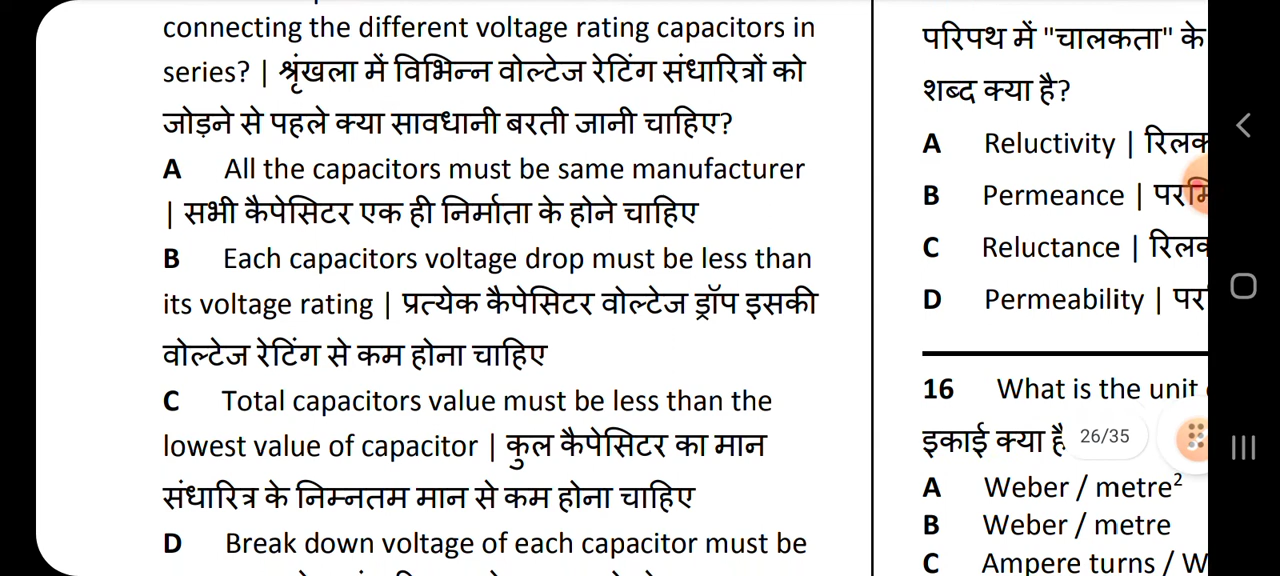 connecting the different voltage rating capacitors in
series? | श्रृंखला में विभिन्न वोल्टेज रेटिंग संधारित्रों को
जोड़ने से पहले क्या सावधानी बरती जानी चाहिए?
A All the capacitors must be same manufacturer
| सभी कैपेसिटर एक ही निर्माता के होने चाहिए
B Each capacitors voltage drop must be less than
its voltage rating | प्रत्येक कैपेसिटर वोल्टेज ड्रॉप इसकी
वोल्टेज रेटिंग से कम होना चाहिए
C Total capacitors value must be less than the
lowest value of capacitor | कुल कैपेसिटर का मान
संधारित्र के निम्नतम मान से कम होना चाहिए
D Break down voltage of each capacitor must be
परिपथ में "चालकता" के
शब्द क्या है?
A Reluctivity |
B Permeance |
C Reluctance |
D Permeability |
16 What is the unit
इकाई क्या है
26/35
A Weber / metre²
B Weber / metre
C Ampere turns / W